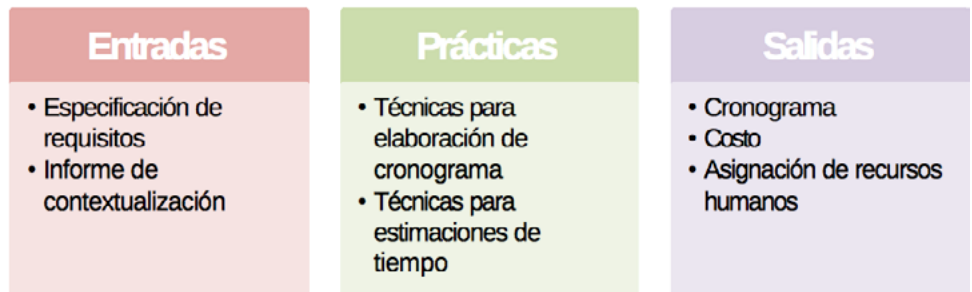 Entradas
• Especificación de
requisitos
• Informe de
contextualización
Prácticas
• Técnicas para
elaboración de
cronograma
• Técnicas para
estimaciones de
tiempo
Salidas
• Cronograma
• Costo
• Asignación de recursos
humanos